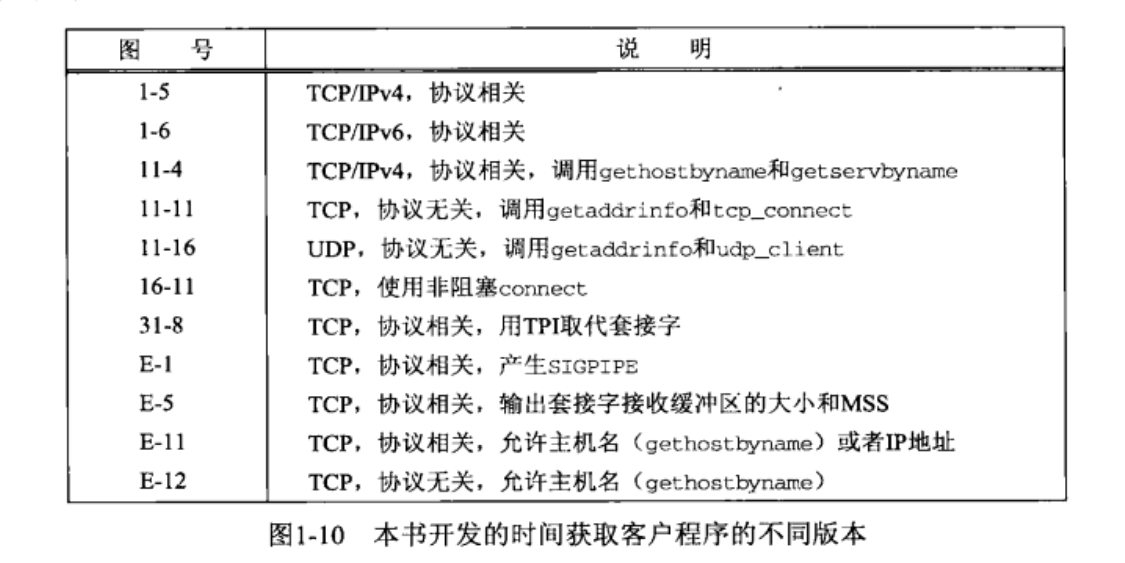 图 号 说 明
1-5 TCP/IPv4，协议相关
1-6 TCP/IPv6，协议相关
11-4 TCP/IPv4，协议相关，调用gethostbyname和getservbyname
11-11 TCP，协议无关，调用getaddrinfo和tcp_connect
11-16 UDP，协议无关，调用getaddrinfo和udp_client
16-11 TCP，使用非阻塞connect
31-8 TCP，协议相关，用TPI取代套接字
E-1 TCP，协议相关，产生SIGPIPE
E-5 TCP，协议相关，输出套接字接收缓冲区的大小和MSS
E-11 TCP，协议相关，允许主机名（gethostbyname）或者IP地址
E-12 TCP，协议无关，允许主机名（gethostbyname）
图1-10 本书开发的时间获取客户程序的不同版本